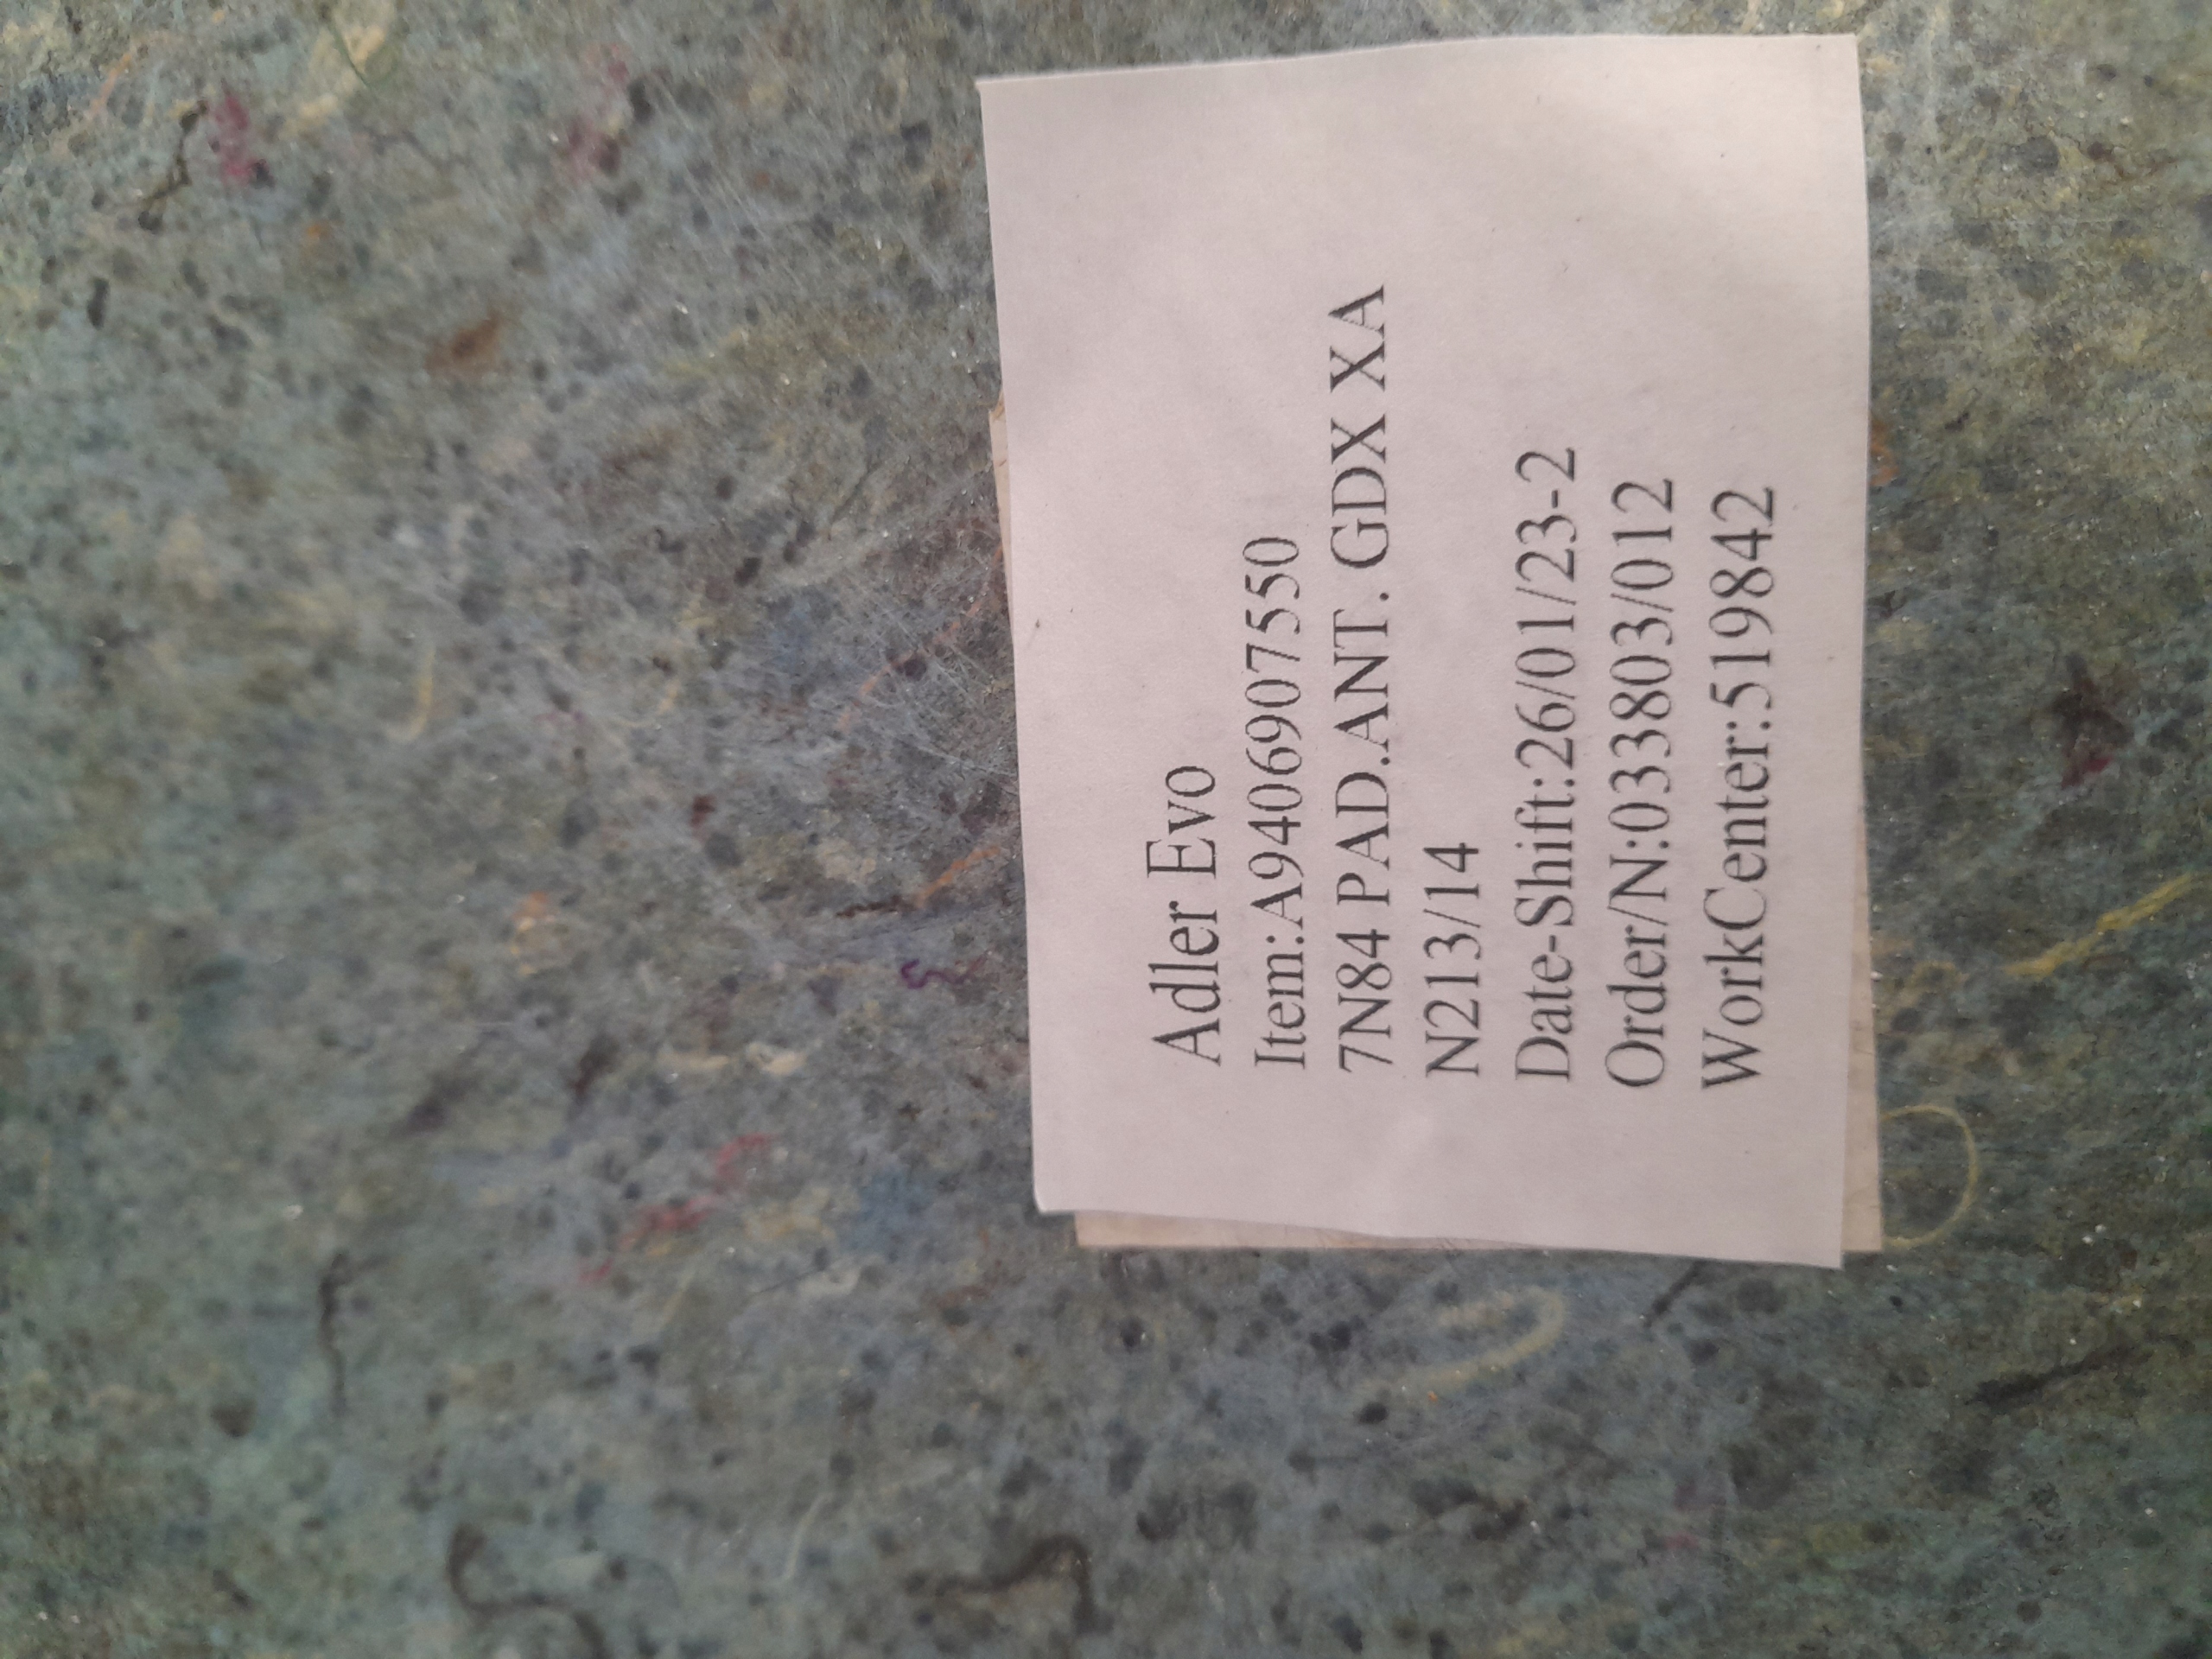 Adler Evo
Item:A9406907550
7N84 PAD.ANT. GDX XA
N213/14
Date-Shift:26/01/23-2
Order/N:0338803/012
WorkCenter:519842